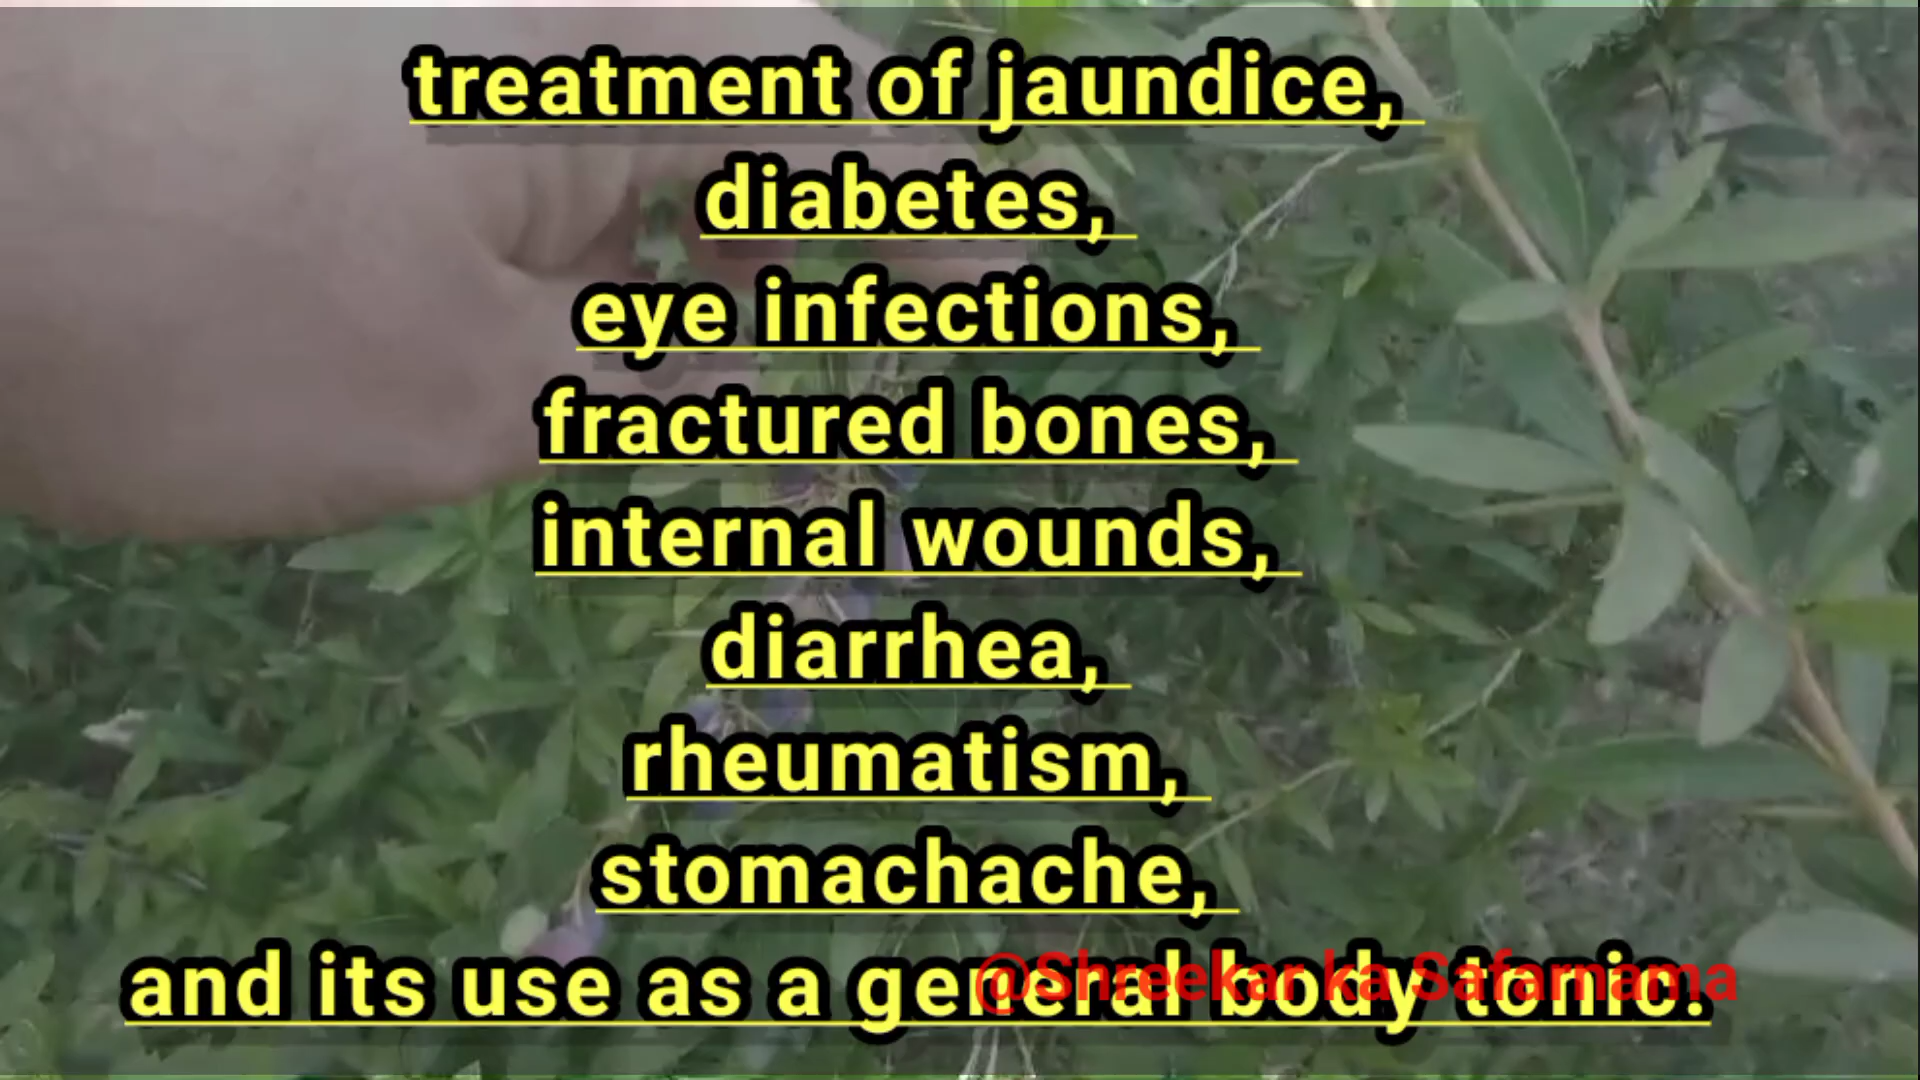 treatment of jaundice,
diabetes,
eye infections,
fractured bones,
internal wounds,
diarrhea,
rheumatism,
stomachache,
and its use as a general body tonic.
@Shreekar ka Safarnama